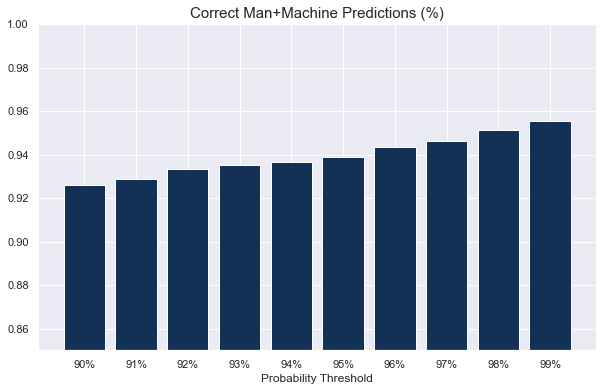 Correct Man+Machine Predictions (%)
1.00
0.98
0.96
0.94
0.92
0.90
0.88
0.86
90% 91% 92% 93% 94% 95% 96% 97% 98% 99%
Probability Threshold